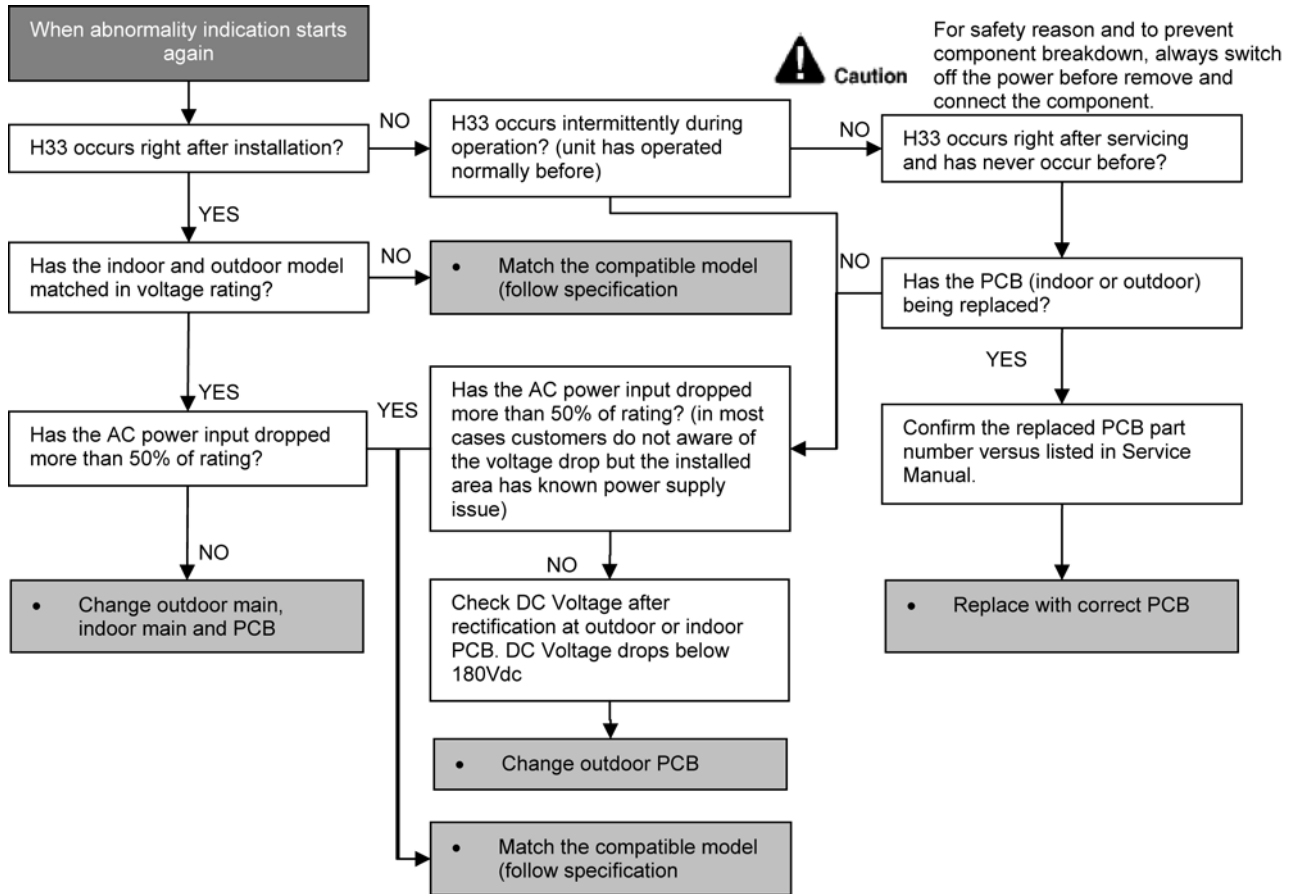 When abnormality indication starts
again
Caution
For safety reason and to prevent
component breakdown, always switch
off the power before remove and
connect the component.
H33 occurs right after installation?
NO
H33 occurs intermittently during
operation? (unit has operated
normally before)
NO
H33 occurs right after servicing
and has never occur before?
YES
Has the indoor and outdoor model
matched in voltage rating?
NO
• Match the compatible model
(follow specification
NO
Has the PCB (indoor or outdoor)
being replaced?
YES
YES
Has the AC power input dropped
more than 50% of rating?
YES
Has the AC power input dropped
more than 50% of rating? (in most
cases customers do not aware of
the voltage drop but the installed
area has known power supply
issue)
Confirm the replaced PCB part
number versus listed in Service
Manual.
NO
NO
• Change outdoor main,
indoor main and PCB
Check DC Voltage after
rectification at outdoor or indoor
PCB. DC Voltage drops below
180Vdc
• Replace with correct PCB
• Change outdoor PCB
• Match the compatible model
(follow specification